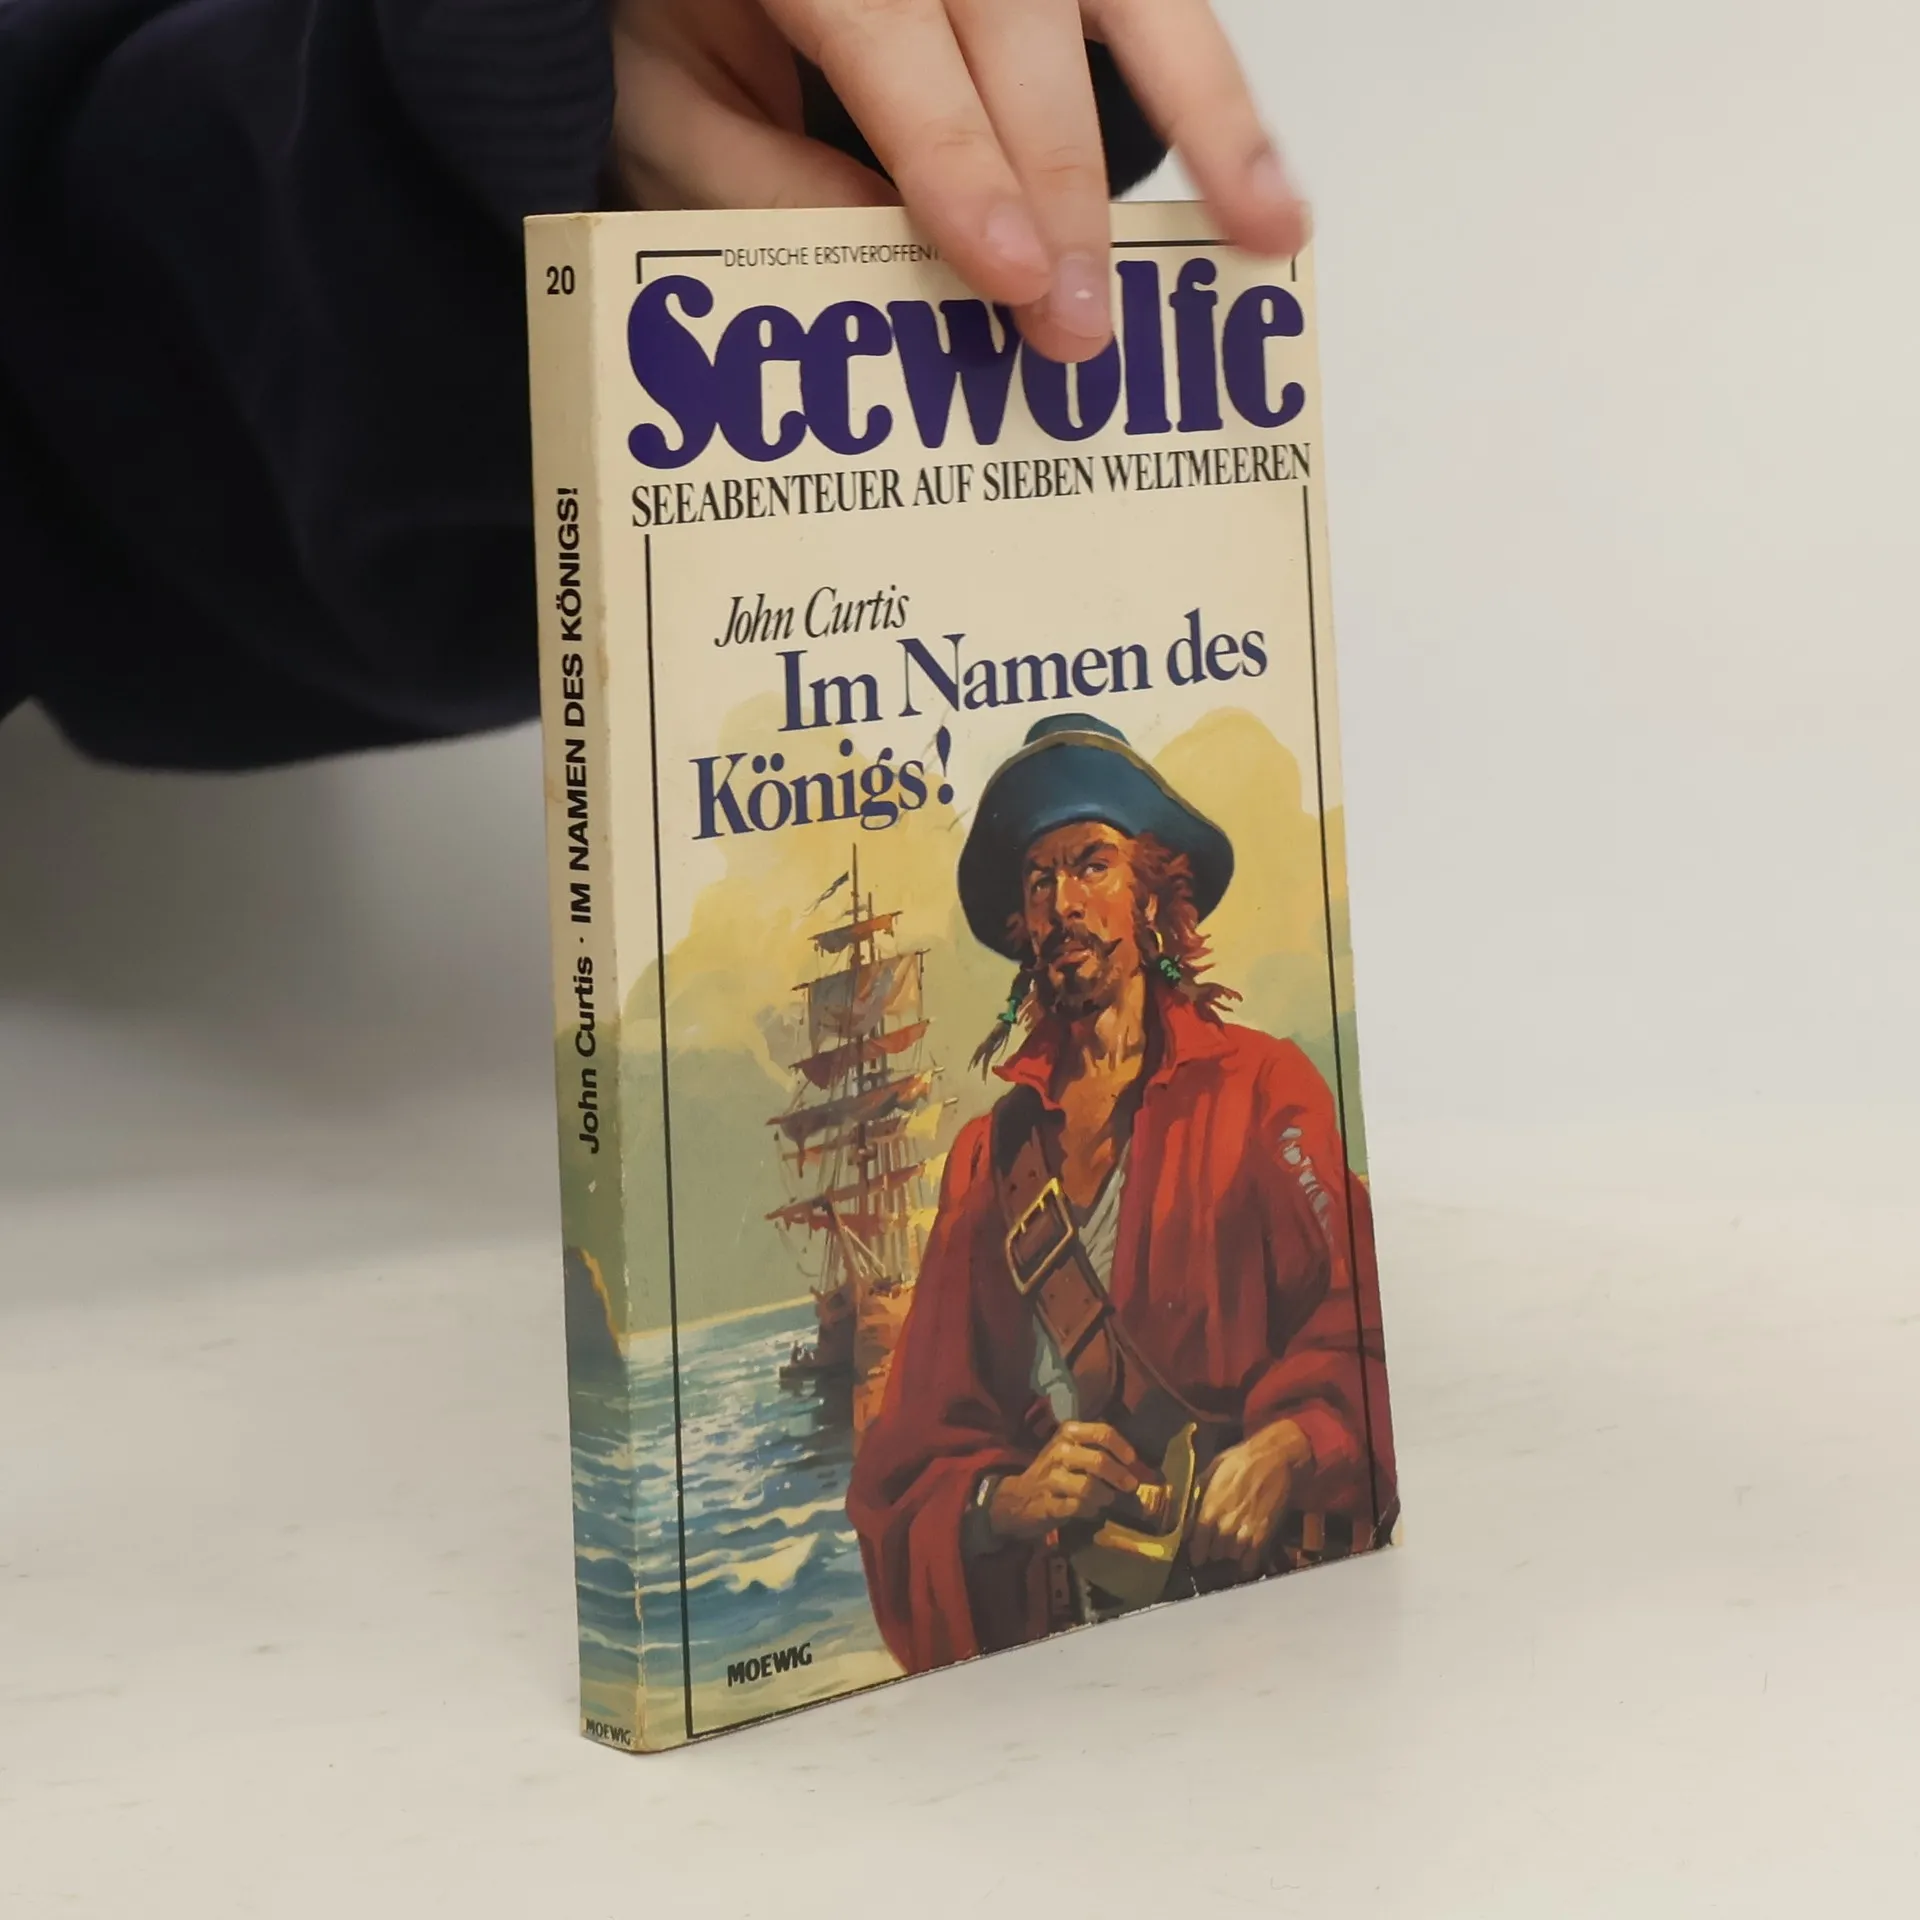 20
John Curtis · IM NAMEN DES KÖNIGS!
MOEWIG
DEUTSCHE
Seewölfe
SEEABENTEUER AUF SIEBEN WELTMEEREN
John Curtis
Im Namen des
Königs!
MOEWIG